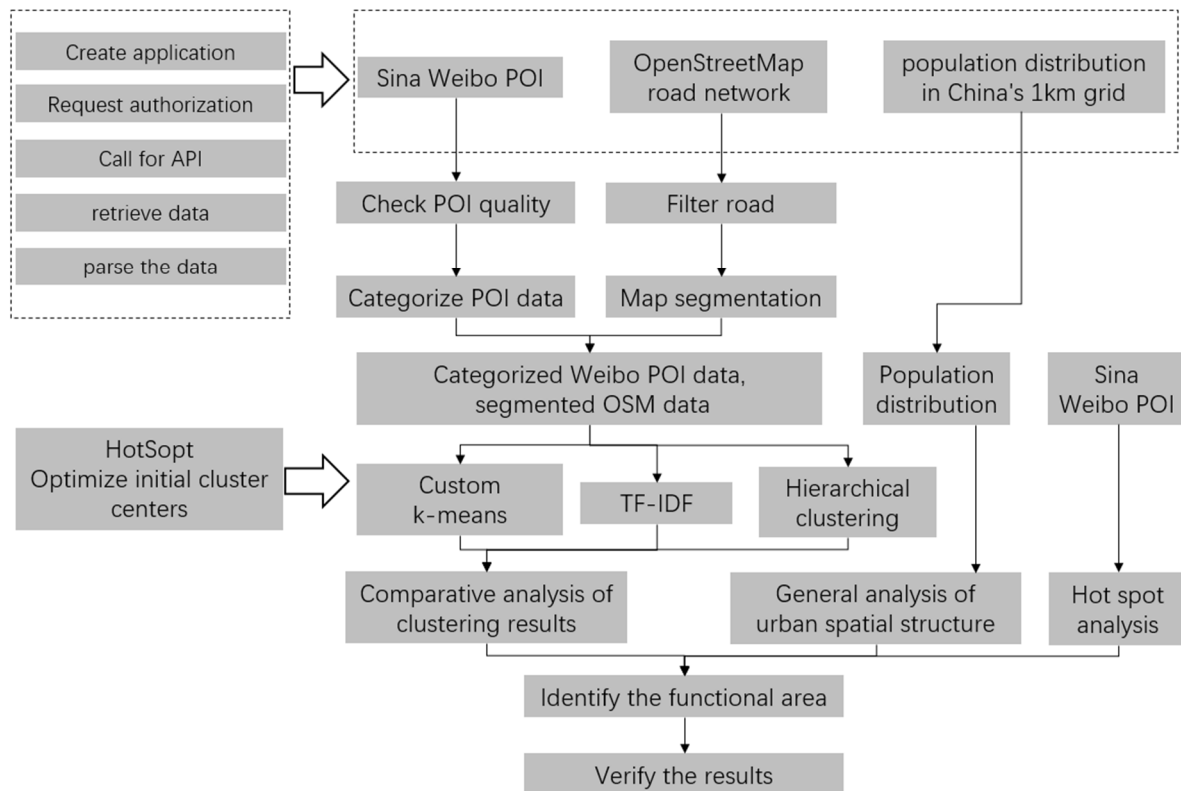 Create application
Request authorization
Call for API
retrieve data
parse the data
Sina Weibo POI
OpenStreetMap
road network
population distribution
in China's 1km grid
Check POI quality
Filter road
Categorize POI data
Map segmentation
Categorized Weibo POI data,
segmented OSM data
Population
distribution
Sina
Weibo POI
HotSopt
Optimize initial cluster
centers
Custom
k-means
TF-IDF
Hierarchical
clustering
Comparative analysis of
clustering results
General analysis of
urban spatial structure
Hot spot
analysis
Identify the functional area
Verify the results